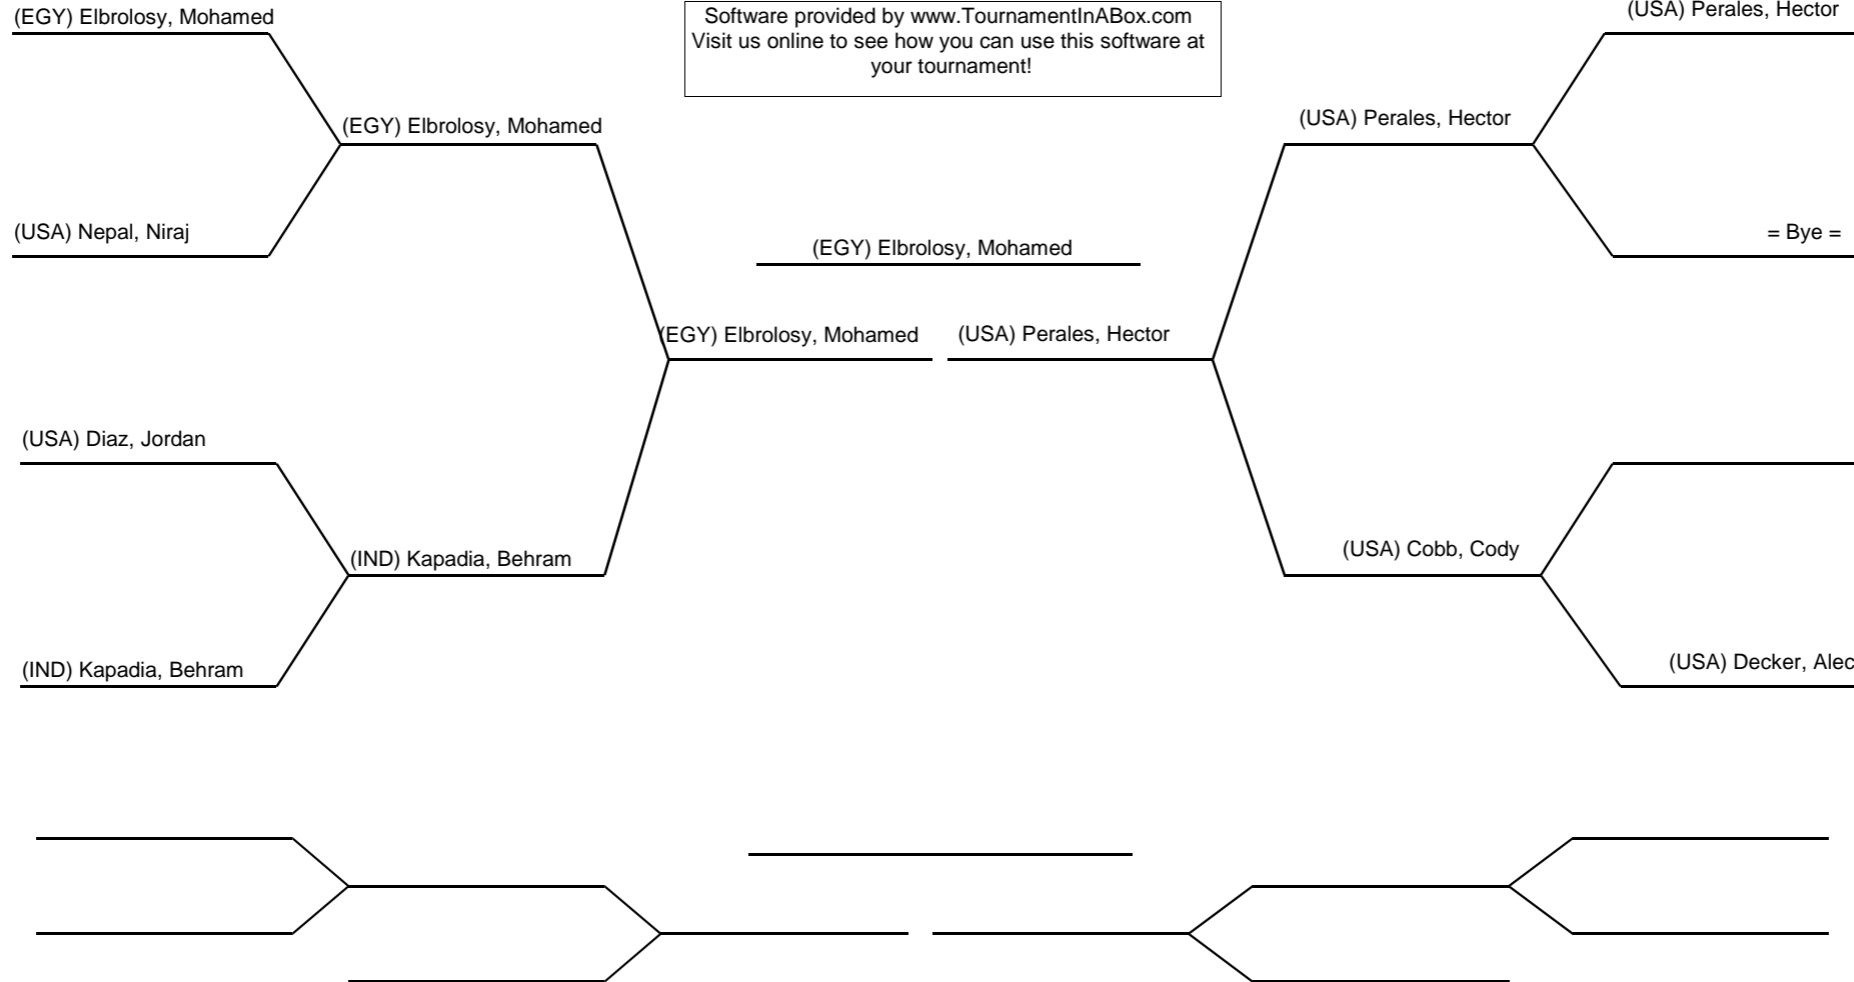 (EGY) Elbrolosy, Mohamed
Software provided by www.TournamentInABox.com
Visit us online to see how you can use this software at
your tournament!
(USA) Perales, Hector
(EGY) Elbrolosy, Mohamed
(USA) Perales, Hector
(USA) Nepal, Niraj
(EGY) Elbrolosy, Mohamed
= Bye =
(EGY) Elbrolosy, Mohamed
(USA) Perales, Hector
(USA) Diaz, Jordan
(IND) Kapadia, Behram
(USA) Cobb, Cody
(IND) Kapadia, Behram
(USA) Decker, Alec